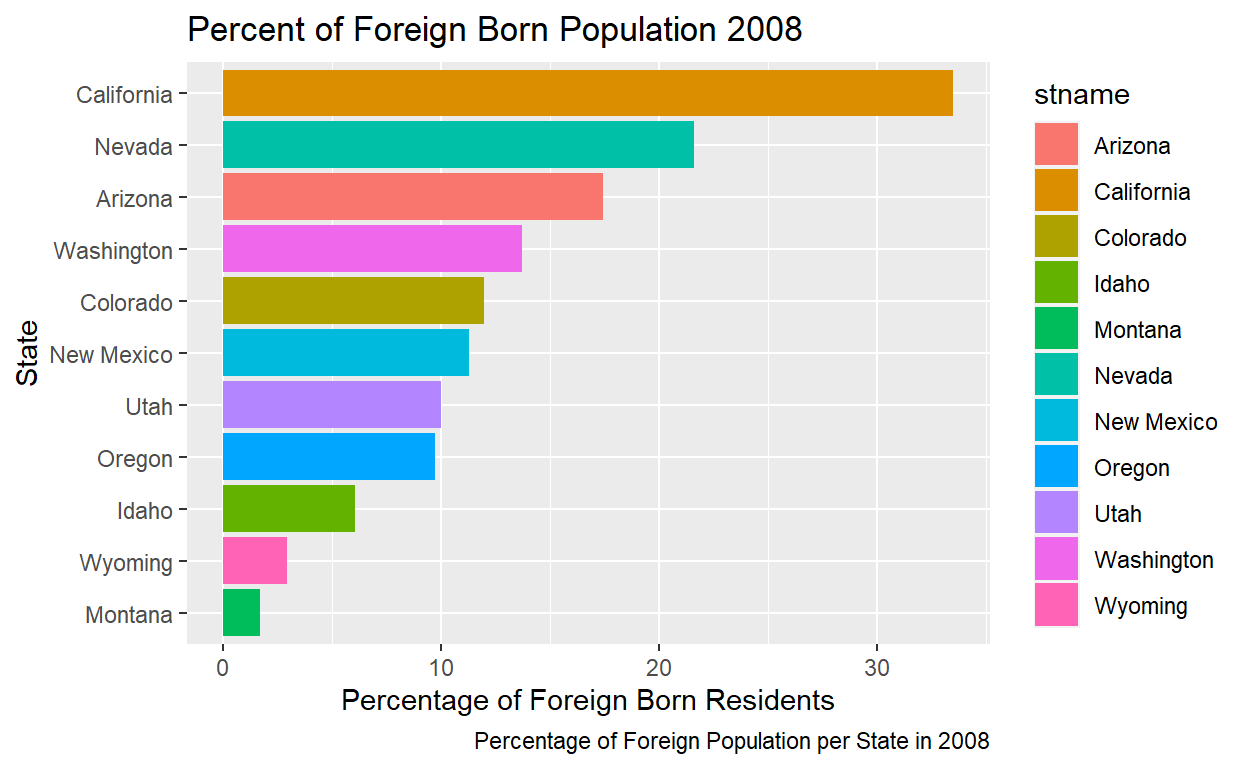 Percent of Foreign Born Population 2008
State
California
Nevada
Arizona
Washington
Colorado
New Mexico
Utah
Oregon
Idaho
Wyoming
Montana
0 10 20 30
Percentage of Foreign Born Residents
Percentage of Foreign Population per State in 2008
stname
Arizona
California
Colorado
Idaho
Montana
Nevada
New Mexico
Oregon
Utah
Washington
Wyoming